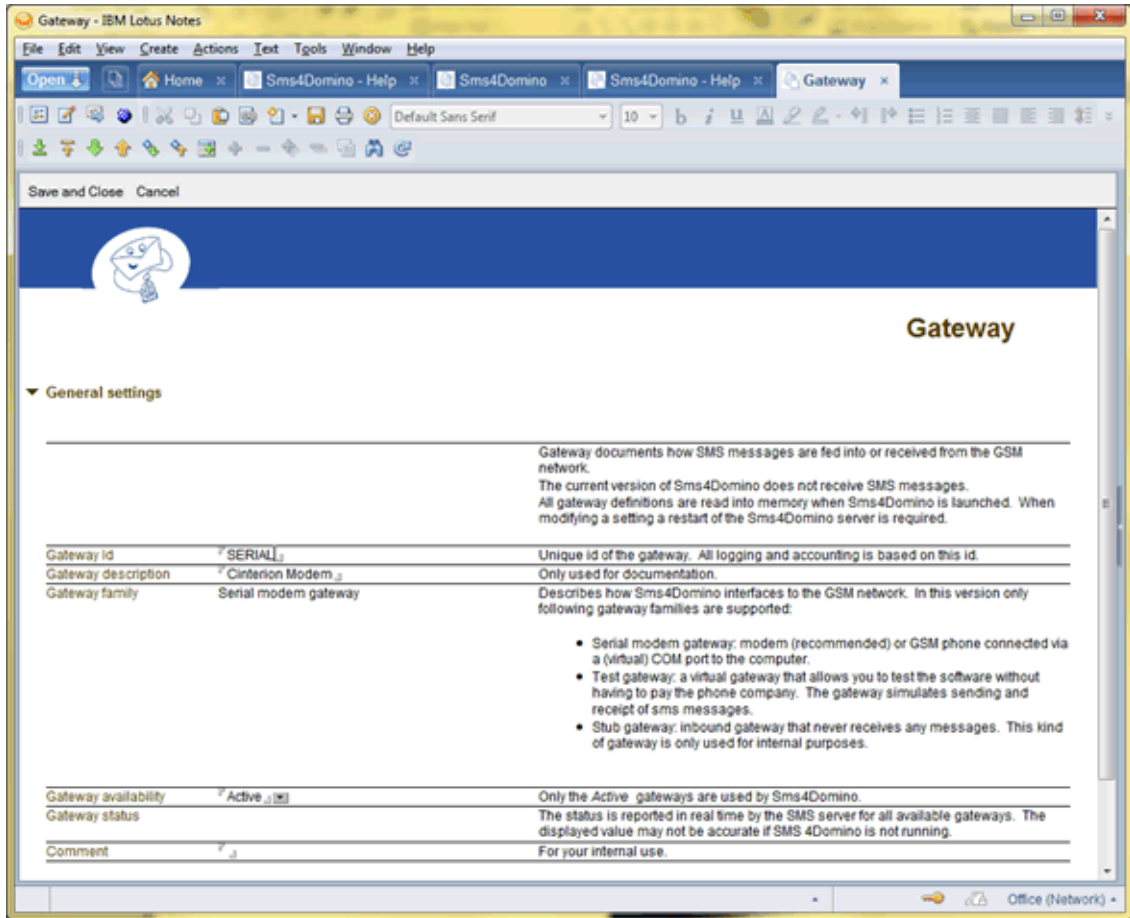 Gateway - IBM Lotus Notes
File Edit View Create Actions Text Tools Window Help
Open Home Sms4Domino - Help Sms4Domino Sms4Domino - Help Gateway
Default Sans Serif 10 b i u A
Save and Close Cancel
Gateway
General settings
Gateway documents how SMS messages are fed into or received from the GSM
network.
The current version of Sms4Domino does not receive SMS messages.
All gateway definitions are read into memory when Sms4Domino is launched. When
modifying a setting a restart of the Sms4Domino server is required.
Gateway Id SERIAL Unique id of the gateway. All logging and accounting is based on this id.
Gateway description Cinterion Modem Only used for documentation.
Gateway family Serial modem gateway Describes how Sms4Domino interfaces to the GSM network. In this version only
following gateway families are supported:
• Serial modem gateway: modem (recommended) or GSM phone connected via
a (virtual) COM port to the computer.
• Test gateway: a virtual gateway that allows you to test the software without
having to pay the phone company. The gateway simulates sending and
receipt of sms messages.
• Stub gateway: inbound gateway that never receives any messages. This kind
of gateway is only used for internal purposes.
Gateway availability Active Only the Active gateways are used by Sms4Domino.
Gateway status The status is reported in real time by the SMS server for all available gateways. The
displayed value may not be accurate if SMS 4Domino is not running.
Comment For your internal use.
Office (Network)